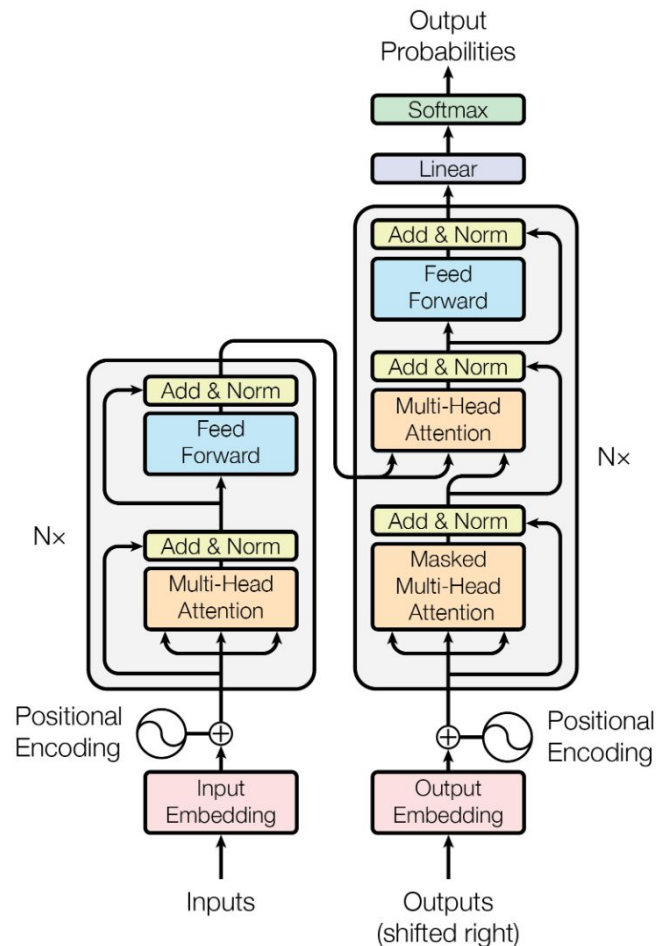 Output
Probabilities
Softmax
Linear
Add & Norm
Feed
Forward
Add & Norm
Multi-Head
Attention
Add & Norm
Masked
Multi-Head
Attention
N×
Add & Norm
Feed
Forward
Add & Norm
Multi-Head
Attention
N×
Positional
Encoding
Positional
Encoding
Input
Embedding
Output
Embedding
Inputs
Outputs
(shifted right)